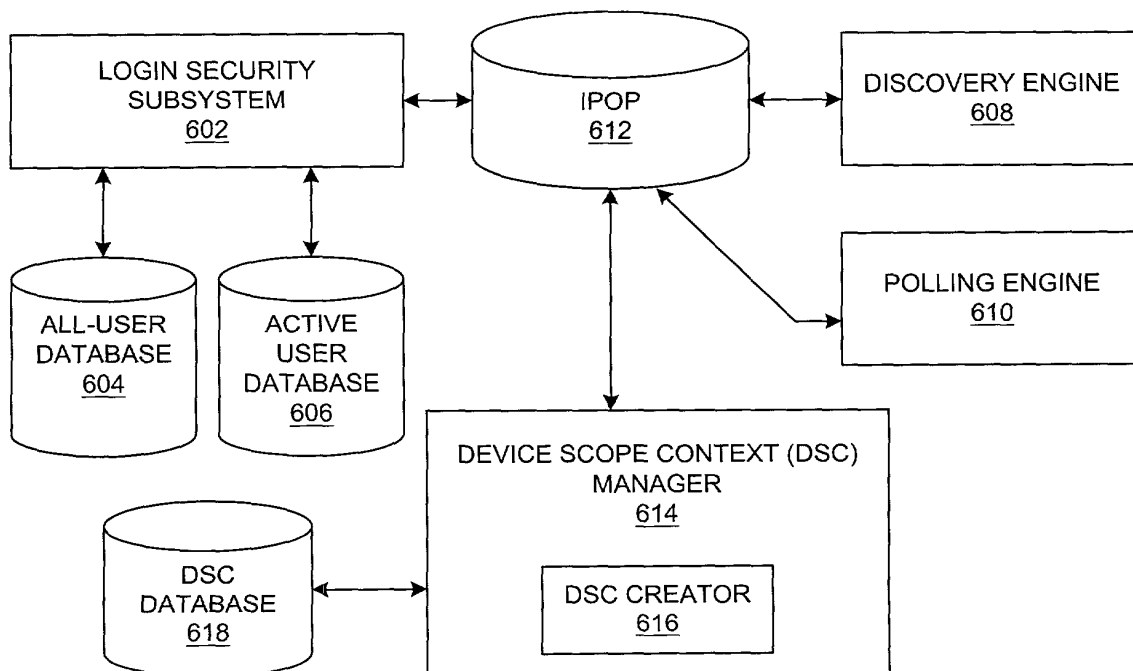 LOGIN SECURITY
SUBSYSTEM
602
IPOP
612
DISCOVERY ENGINE
608
ALL-USER
DATABASE
604
ACTIVE
USER
DATABASE
606
POLLING ENGINE
610
DEVICE SCOPE CONTEXT (DSC)
MANAGER
614
DSC
DATABASE
618
DSC CREATOR
616